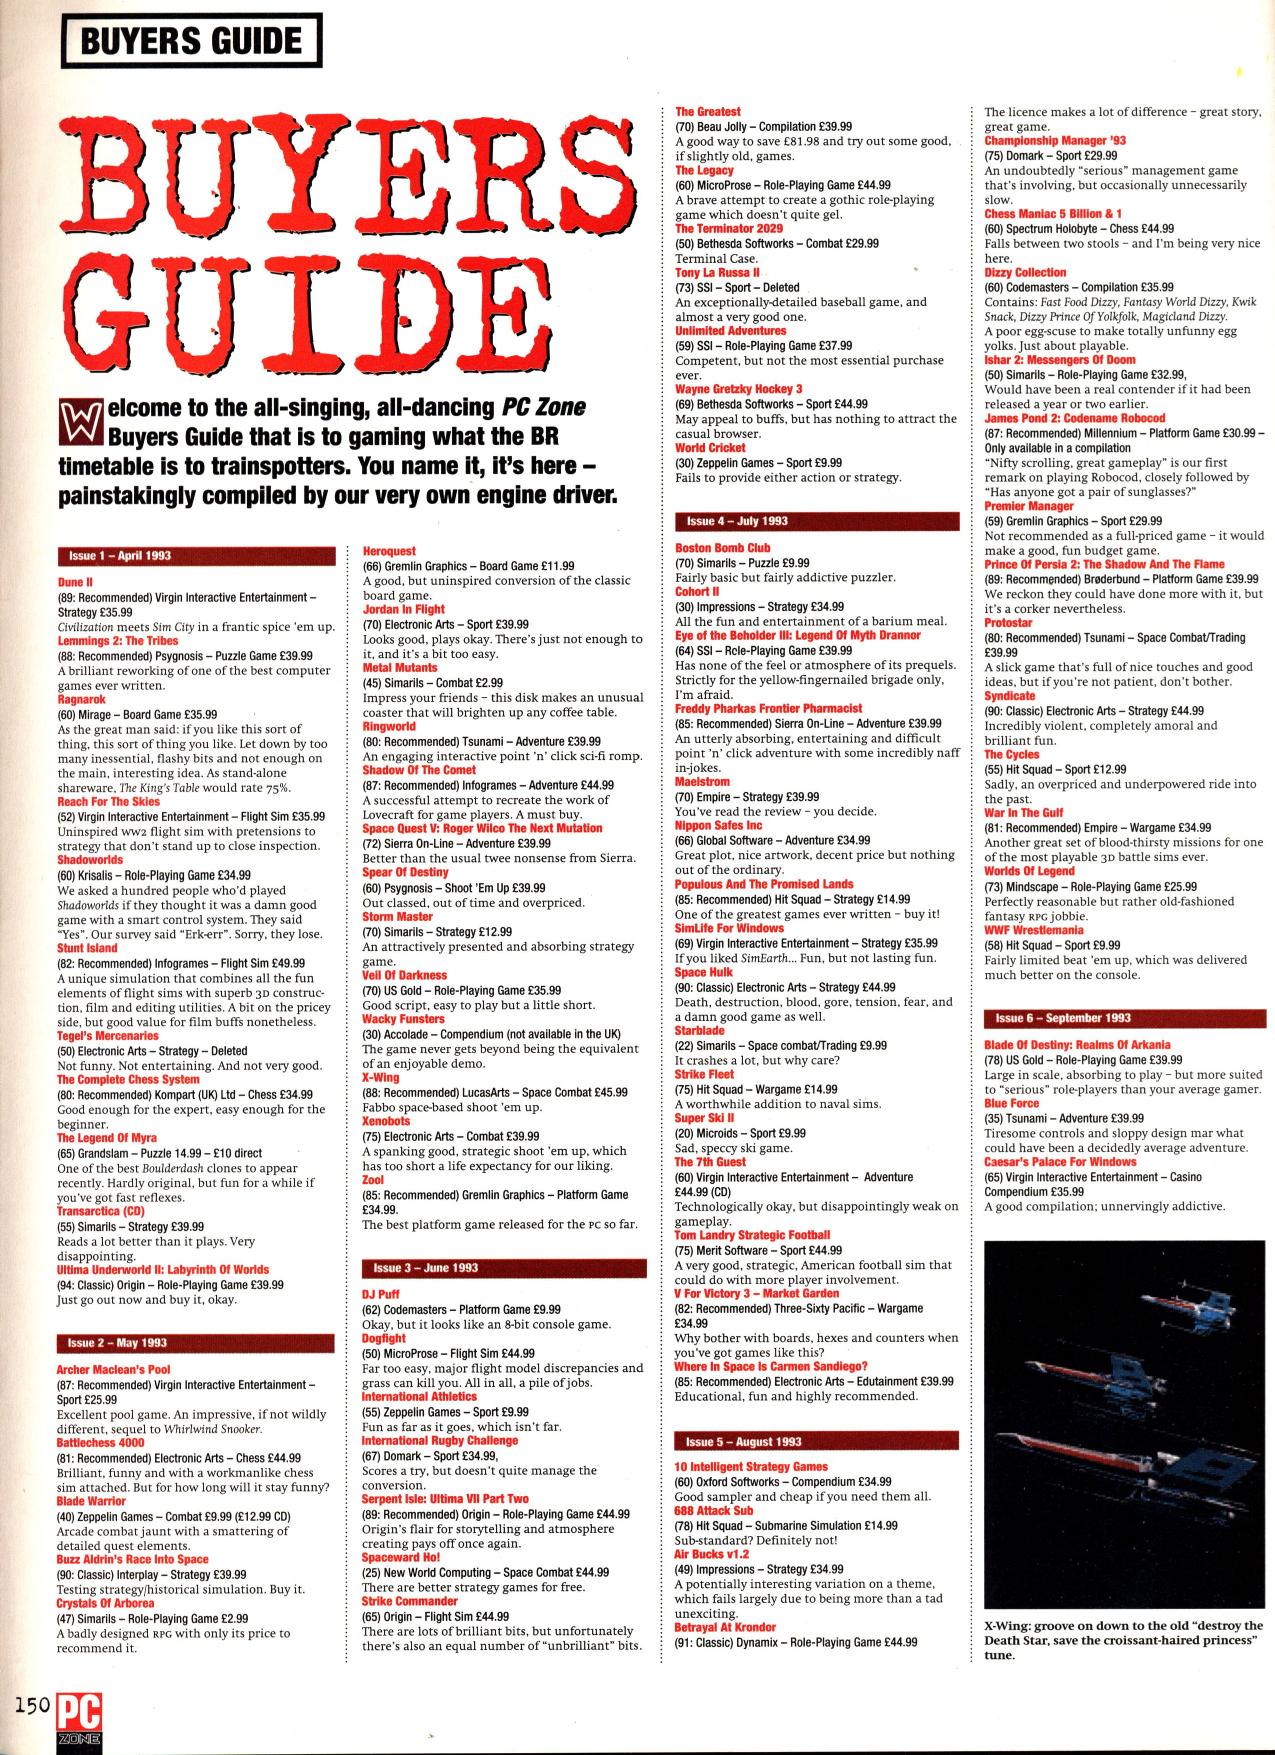 BUYERS GUIDE
BUYERS
GUIDE
Welcome to the all-singing, all-dancing PC Zone
Buyers Guide that is to gaming what the BR
timetable is to trainspotters. You name it, it's here –
painstakingly compiled by our very own engine driver.
Issue 1 – April 1993
Dune II
(89: Recommended) Virgin Interactive Entertainment –
Strategy £35.99
Civilization meets Sim City in a frantic spice 'em up.
Lemmings 2: The Tribes
(88: Recommended) Psygnosis – Puzzle Game £39.99
A brilliant reworking of one of the best computer
games ever written.
Ragnarok
(60) Mirage – Board Game £35.99
As the great man said: if you like this sort of
thing, this sort of thing you like. Let down by too
many inessential, flashy bits and not enough on
the main, interesting idea. As stand-alone
shareware, The King's Table would rate 75%.
Reach For The Skies
(52) Virgin Interactive Entertainment – Flight Sim £35.99
Uninspired ww2 flight sim with pretensions to
strategy that don't stand up to close inspection.
Shadoworlds
(60) Krisalis – Role-Playing Game £34.99
We asked a hundred people who'd played
Shadoworlds if they thought it was a damn good
game with a smart control system. They said
"Yes". Our survey said "Erk-err". Sorry, they lose.
Stunt Island
(82: Recommended) Infogrames – Flight Sim £49.99
A unique simulation that combines all the fun
elements of flight sims with superb 3D construc-
tion, film and editing utilities. A bit on the pricey
side, but good value for film buffs nonetheless.
Tegel's Mercenaries
(50) Electronic Arts – Strategy – Deleted
Not funny. Not entertaining. And not very good.
The Complete Chess System
(80: Recommended) Kompart (UK) Ltd – Chess £34.99
Good enough for the expert, easy enough for the
beginner.
The Legend Of Myra
(65) Grandslam – Puzzle 14.99 – £10 direct
One of the best Boulderdash clones to appear
recently. Hardly original, but fun for a while if
you've got fast reflexes.
Transarctica (CD)
(55) Simarils – Strategy £39.99
Reads a lot better than it plays. Very
disappointing.
Ultima Underworld II: Labyrinth Of Worlds
(94: Classic) Origin – Role-Playing Game £39.99
Just go out now and buy it, okay.
Issue 2 – May 1993
Archer Maclean's Pool
(87: Recommended) Virgin Interactive Entertainment –
Sport £25.99
Excellent pool game. An impressive, if not wildly
different, sequel to Whirlwind Snooker.
Battlechess 4000
(81: Recommended) Electronic Arts – Chess £44.99
Brilliant, funny and with a workmanlike chess
sim attached. But for how long will it stay funny?
Blade Warrior
(40) Zeppelin Games – Combat £9.99 (£12.99 CD)
Arcade combat jaunt with a smattering of
detailed quest elements.
Buzz Aldrin's Race Into Space
(90: Classic) Interplay – Strategy £39.99
Testing strategy/historical simulation. Buy it.
Crystals Of Arborea
(47) Simarils – Role-Playing Game £2.99
A badly designed RPG with only its price to
recommend it.
Heroquest
(66) Gremlin Graphics – Board Game £11.99
A good, but uninspired conversion of the classic
board game.
Jordan In Flight
(70) Electronic Arts – Sport £39.99
Looks good, plays okay. There's just not enough to
it, and it's a bit too easy.
Metal Mutants
(45) Simarils – Combat £2.99
Impress your friends – this disk makes an unusual
coaster that will brighten up any coffee table.
Ringworld
(80: Recommended) Tsunami – Adventure £39.99
An engaging interactive point 'n' click sci-fi romp.
Shadow Of The Comet
(87: Recommended) Infogrames – Adventure £44.99
A successful attempt to recreate the work of
Lovecraft for game players. A must buy.
Space Quest V: Roger Wilco The Next Mutation
(72) Sierra On-Line – Adventure £39.99
Better than the usual twee nonsense from Sierra.
Spear Of Destiny
(60) Psygnosis – Shoot 'Em Up £39.99
Out classed, out of time and overpriced.
Storm Master
(70) Simarils – Strategy £12.99
An attractively presented and absorbing strategy
game.
Veil Of Darkness
(70) US Gold – Role-Playing Game £35.99
Good script, easy to play but a little short.
Wacky Funsters
(30) Accolade – Compendium (not available in the UK)
The game never gets beyond being the equivalent
of an enjoyable demo.
X-Wing
(88: Recommended) LucasArts – Space Combat £45.99
Fabbo space-based shoot 'em up.
Xenobots
(75) Electronic Arts – Combat £39.99
A spanking good, strategic shoot 'em up, which
has too short a life expectancy for our liking.
Zool
(85: Recommended) Gremlin Graphics – Platform Game
£34.99.
The best platform game released for the PC so far.
Issue 3 – June 1993
DJ Puff
(62) Codemasters – Platform Game £9.99
Okay, but it looks like an 8-bit console game.
Dogfight
(50) MicroProse – Flight Sim £44.99
Far too easy, major flight model discrepancies and
grass can kill you. All in all, a pile of jobs.
International Athletics
(55) Zeppelin Games – Sport £9.99
Fun as far as it goes, which isn't far.
International Rugby Challenge
(67) Domark – Sport £34.99,
Scores a try, but doesn't quite manage the
conversion.
Serpent Isle: Ultima VII Part Two
(89: Recommended) Origin – Role-Playing Game £44.99
Origin's flair for storytelling and atmosphere
creating pays off once again.
Spaceward Ho!
(25) New World Computing – Space Combat £44.99
There are better strategy games for free.
Strike Commander
(65) Origin – Flight Sim £44.99
There are lots of brilliant bits, but unfortunately
there's also an equal number of "unbrilliant" bits.
The Greatest
(70) Beau Jolly – Compilation £39.99
A good way to save £81.98 and try out some good,
if slightly old, games.
The Legacy
(60) MicroProse – Role-Playing Game £44.99
A brave attempt to create a gothic role-playing
game which doesn't quite gel.
The Terminator 2029
(50) Bethesda Softworks – Combat £29.99
Terminal Case.
Tony La Russa II
(73) SSI – Sport – Deleted
An exceptionally-detailed baseball game, and
almost a very good one.
Unlimited Adventures
(59) SSI – Role-Playing Game £37.99
Competent, but not the most essential purchase
ever.
Wayne Gretzky Hockey 3
(69) Bethesda Softworks – Sport £44.99
May appeal to buffs, but has nothing to attract the
casual browser.
World Cricket
(30) Zeppelin Games – Sport £9.99
Fails to provide either action or strategy.
Issue 4 – July 1993
Boston Bomb Club
(70) Simarils – Puzzle £9.99
Fairly basic but fairly addictive puzzler.
Cohort II
(30) Impressions – Strategy £34.99
All the fun and entertainment of a barium meal.
Eye of the Beholder III: Legend Of Myth Drannor
(64) SSI – Role-Playing Game £39.99
Has none of the feel or atmosphere of its prequels.
Strictly for the yellow-fingernailed brigade only,
I'm afraid.
Freddy Pharkas Frontier Pharmacist
(85: Recommended) Sierra On-Line – Adventure £39.99
An utterly absorbing, entertaining and difficult
point 'n' click adventure with some incredibly naff
in-jokes.
Maelstrom
(70) Empire – Strategy £39.99
You've read the review – you decide.
Nippon Safes Inc
(66) Global Software – Adventure £34.99
Great plot, nice artwork, decent price but nothing
out of the ordinary.
Populous And The Promised Lands
(85: Recommended) Hit Squad – Strategy £14.99
One of the greatest games ever written – buy it!
SimLife For Windows
(69) Virgin Interactive Entertainment – Strategy £35.99
If you liked SimEarth... Fun, but not lasting fun.
Space Hulk
(90: Classic) Electronic Arts – Strategy £44.99
Death, destruction, blood, gore, tension, fear, and
a damn good game as well.
Starblade
(22) Simarils – Space combat/Trading £9.99
It crashes a lot, but why care?
Strike Fleet
(75) Hit Squad – Wargame £14.99
A worthwhile addition to naval sims.
Super Ski II
(20) Microids – Sport £9.99
Sad, speccy ski game.
The 7th Guest
(60) Virgin Interactive Entertainment – Adventure
£44.99 (CD)
Technologically okay, but disappointingly weak on
gameplay.
Tom Landry Strategic Football
(75) Merit Software – Sport £44.99
A very good, strategic, American football sim that
could do with more player involvement.
V For Victory 3 – Market Garden
(82: Recommended) Three-Sixty Pacific – Wargame
£34.99
Why bother with boards, hexes and counters when
you've got games like this?
Where In Space Is Carmen Sandiego?
(85: Recommended) Electronic Arts – Edutainment £39.99
Educational, fun and highly recommended.
Issue 5 – August 1993
10 Intelligent Strategy Games
(60) Oxford Softworks – Compendium £34.99
Good sampler and cheap if you need them all.
688 Attack Sub
(78) Hit Squad – Submarine Simulation £14.99
Sub-standard? Definitely not!
Air Bucks v1.2
(49) Impressions – Strategy £34.99
A potentially interesting variation on a theme,
which fails largely due to being more than a tad
unexciting.
Betrayal At Krondor
(91: Classic) Dynamix – Role-Playing Game £44.99
The licence makes a lot of difference – great story,
great game.
Championship Manager '93
(75) Domark – Sport £29.99
An undoubtedly "serious" management game
that's involving, but occasionally unnecessarily
slow.
Chess Maniac 5 Billion & 1
(60) Spectrum Holobyte – Chess £44.99
Falls between two stools – and I'm being very nice
here.
Dizzy Collection
(60) Codemasters – Compilation £35.99
Contains: Fast Food Dizzy, Fantasy World Dizzy, Kwik
Snack, Dizzy Prince Of Yolkfolk, Magicland Dizzy.
A poor egg-scuse to make totally unfunny egg
yolks. Just about playable.
Ishar 2: Messengers Of Doom
(50) Simarils – Role-Playing Game £32.99,
Would have been a real contender if it had been
released a year or two earlier.
James Pond 2: Codename Robocod
(87: Recommended) Millennium – Platform Game £30.99 –
Only available in a compilation
"Nifty scrolling, great gameplay" is our first
remark on playing Robocod, closely followed by
"Has anyone got a pair of sunglasses?"
Premier Manager
(59) Gremlin Graphics – Sport £29.99
Not recommended as a full-priced game – it would
make a good, fun budget game.
Prince Of Persia 2: The Shadow And The Flame
(89: Recommended) Brøderbund – Platform Game £39.99
We reckon they could have done more with it, but
it's a corker nevertheless.
Protostar
(80: Recommended) Tsunami – Space Combat/Trading
£39.99
A slick game that's full of nice touches and good
ideas, but if you're not patient, don't bother.
Syndicate
(90: Classic) Electronic Arts – Strategy £44.99
Incredibly violent, completely amoral and
brilliant fun.
The Cycles
(55) Hit Squad – Sport £12.99
Sadly, an overpriced and underpowered ride into
the past.
War In The Gulf
(81: Recommended) Empire – Wargame £34.99
Another great set of blood-thirsty missions for one
of the most playable 3D battle sims ever.
Worlds Of Legend
(73) Mindscape – Role-Playing Game £25.99
Perfectly reasonable but rather old-fashioned
fantasy RPG jobbie.
WWF Wrestlemania
(58) Hit Squad – Sport £9.99
Fairly limited beat 'em up, which was delivered
much better on the console.
Issue 6 – September 1993
Blade Of Destiny: Realms Of Arkania
(78) US Gold – Role-Playing Game £39.99
Large in scale, absorbing to play – but more suited
to "serious" role-players than your average gamer.
Blue Force
(35) Tsunami – Adventure £39.99
Tiresome controls and sloppy design mar what
could have been a decidedly average adventure.
Caesar's Palace For Windows
(65) Virgin Interactive Entertainment – Casino
Compendium £35.99
A good compilation; unnervingly addictive.
X-Wing: groove on down to the old "destroy the
Death Star, save the croissant-haired princess"
tune.
150
PC
ZONE